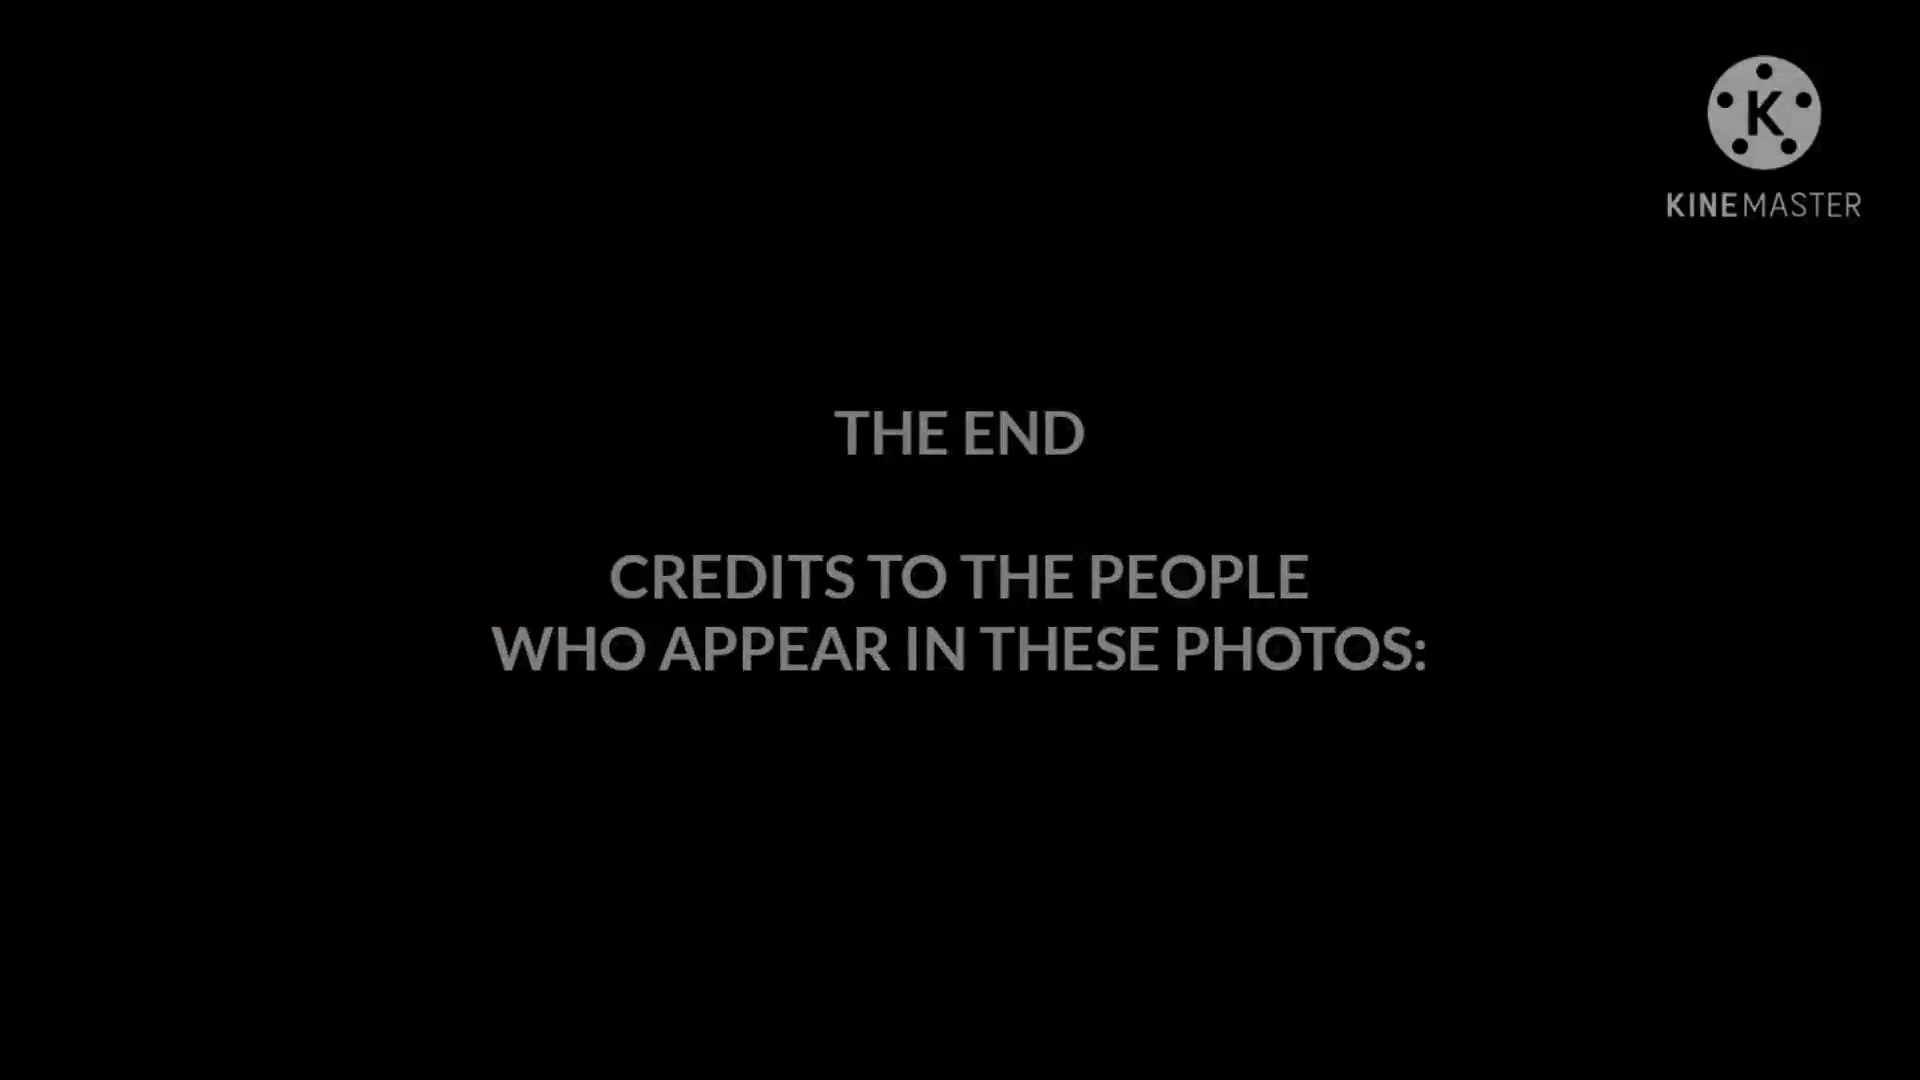 K
KINEMASTER
THE END
CREDITS TO THE PEOPLE
WHO APPEAR IN THESE PHOTOS: